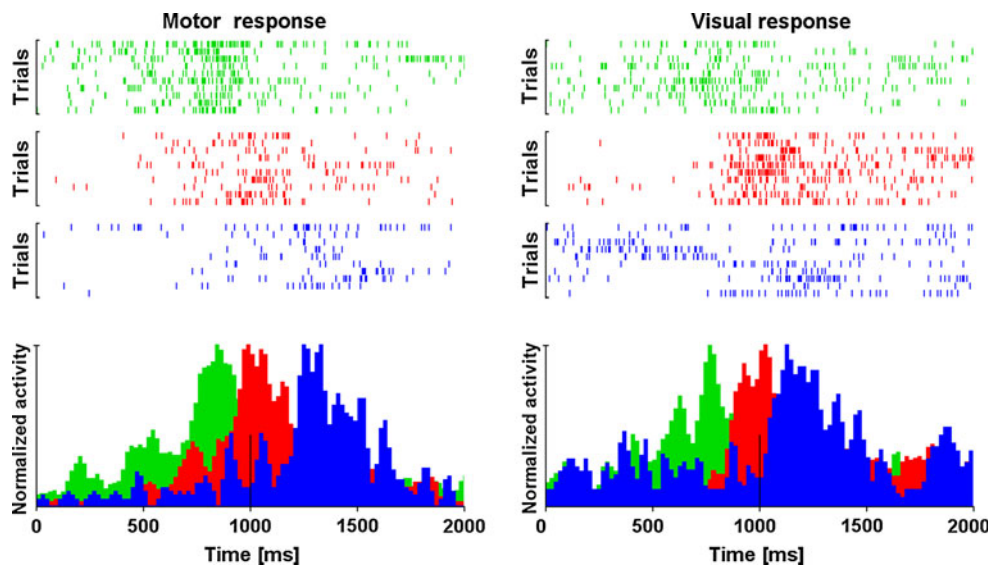 Motor response
Trials
Trials
Trials
Normalized activity
0 500 1000 1500 2000
Time [ms]
Visual response
Trials
Trials
Trials
Normalized activity
0 500 1000 1500 2000
Time [ms]